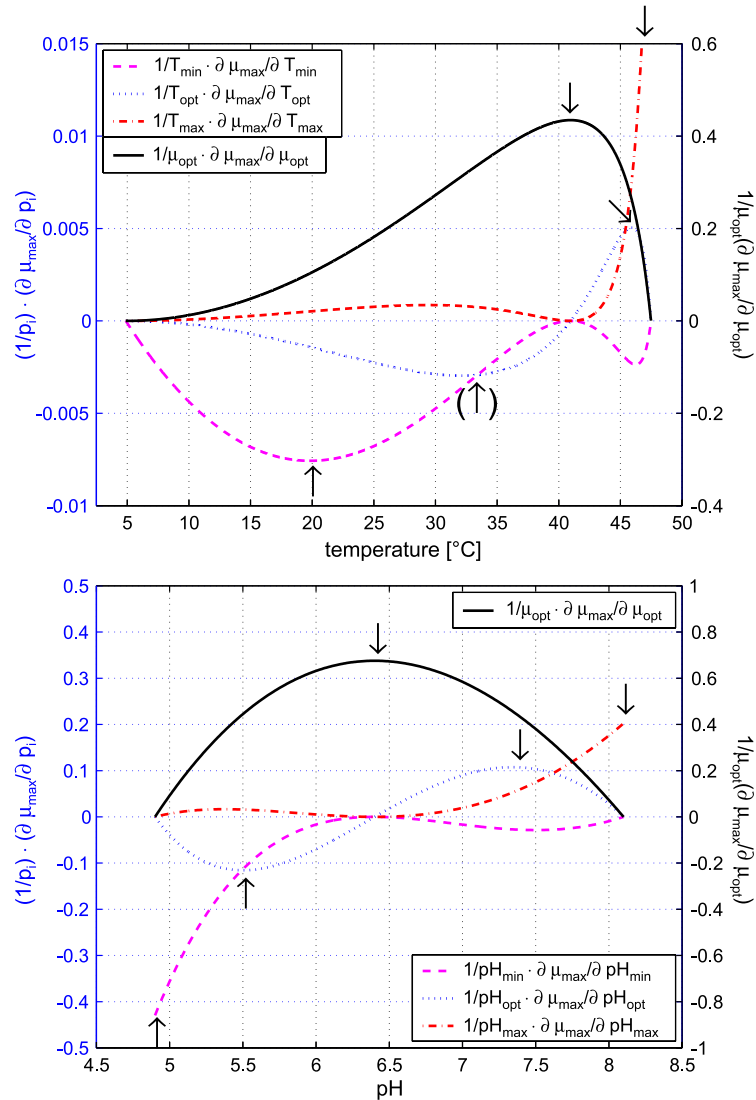 0.015
0.01
0.005
0
-0.005
-0.01
(1/p_i) · (∂ μ_max/∂ p_i)
1/T_min · ∂ μ_max/∂ T_min
1/T_opt · ∂ μ_max/∂ T_opt
1/T_max · ∂ μ_max/∂ T_max
1/μ_opt · ∂ μ_max/∂ μ_opt
( )
0.6
0.4
0.2
0
-0.2
-0.4
1/μ_opt(∂ μ_max/∂ μ_opt)
5 10 15 20 25 30 35 40 45 50
temperature [°C]
0.5
0.4
0.3
0.2
0.1
0
-0.1
-0.2
-0.3
-0.4
-0.5
(1/p_i) · (∂ μ_max/∂ p_i)
1/μ_opt · ∂ μ_max/∂ μ_opt
1/pH_min · ∂ μ_max/∂ pH_min
1/pH_opt · ∂ μ_max/∂ pH_opt
1/pH_max · ∂ μ_max/∂ pH_max
1
0.8
0.6
0.4
0.2
0
-0.2
-0.4
-0.6
-0.8
-1
1/μ_opt(∂ μ_max/∂ μ_opt)
4.5 5 5.5 6 6.5 7 7.5 8 8.5
pH